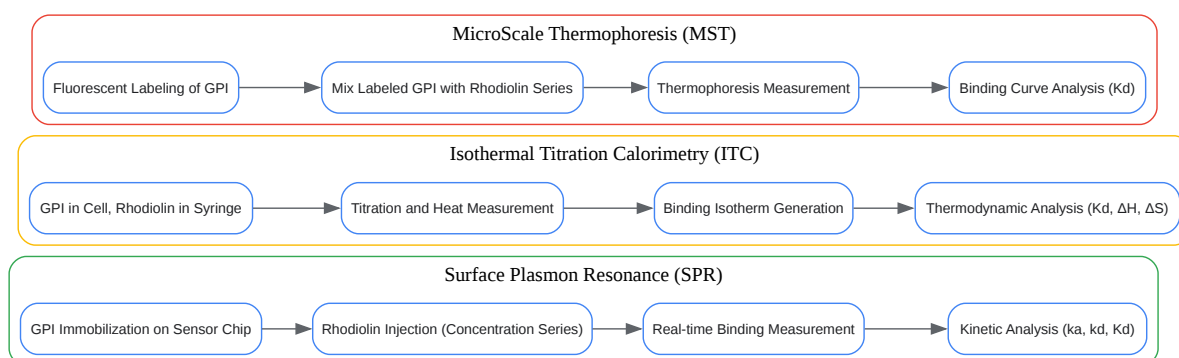 MicroScale Thermophoresis (MST)
Fluorescent Labeling of GPI
Mix Labeled GPI with Rhodiolin Series
Thermophoresis Measurement
Binding Curve Analysis (Kd)
Isothermal Titration Calorimetry (ITC)
GPI in Cell, Rhodiolin in Syringe
Titration and Heat Measurement
Binding Isotherm Generation
Thermodynamic Analysis (Kd, ΔH, ΔS)
Surface Plasmon Resonance (SPR)
GPI Immobilization on Sensor Chip
Rhodiolin Injection (Concentration Series)
Real-time Binding Measurement
Kinetic Analysis (ka, kd, Kd)